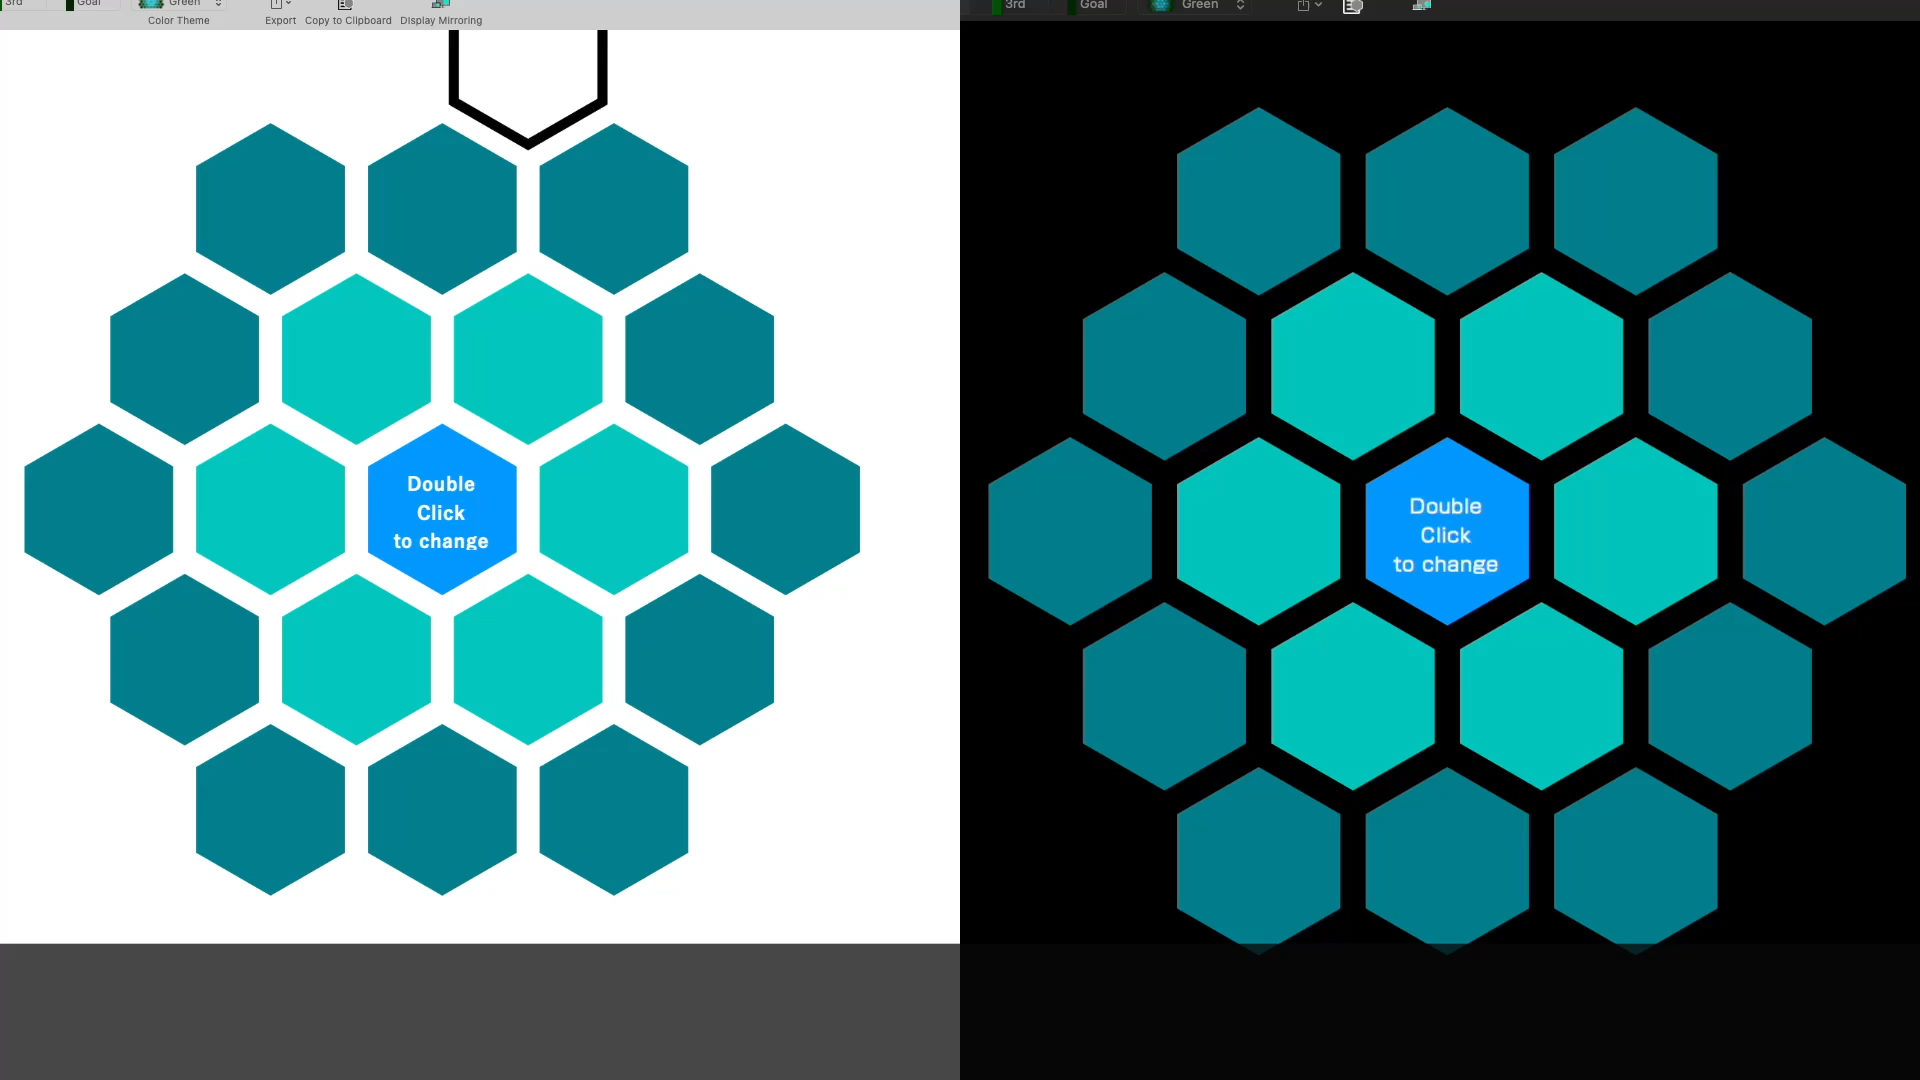 3rd
Goal
Green
Color Theme
Export
Copy to Clipboard
Display Mirroring
Double
Click
to change
3rd
Goal
Green
Double
Click
to change